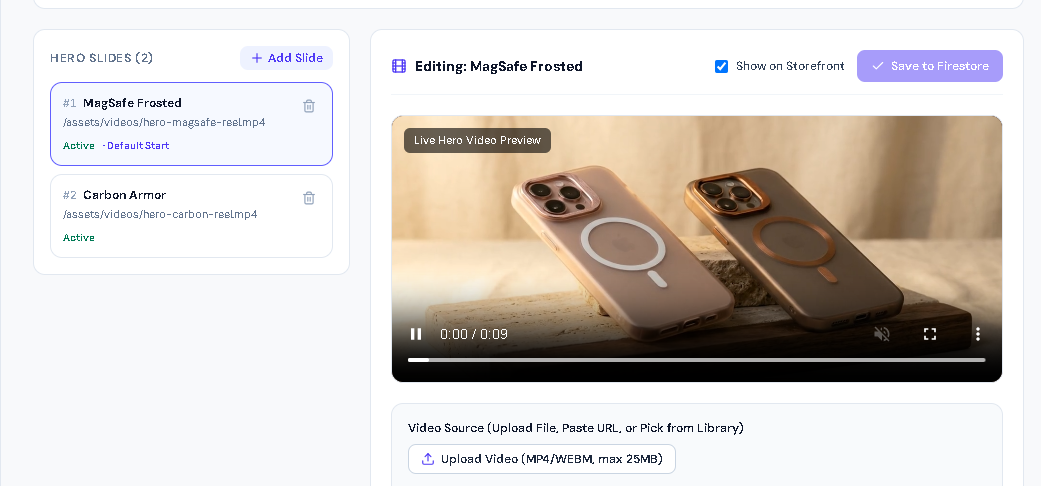 HERO SLIDES (2)
+ Add Slide
#1 MagSafe Frosted
/assets/videos/hero-magsafe-reel.mp4
Active · Default Start
#2 Carbon Armor
/assets/videos/hero-carbon-reel.mp4
Active
Editing: MagSafe Frosted
Show on Storefront
Save to Firestore
Live Hero Video Preview
0:00 / 0:09
Video Source (Upload File, Paste URL, or Pick from Library)
Upload Video (MP4/WEBM, max 25MB)